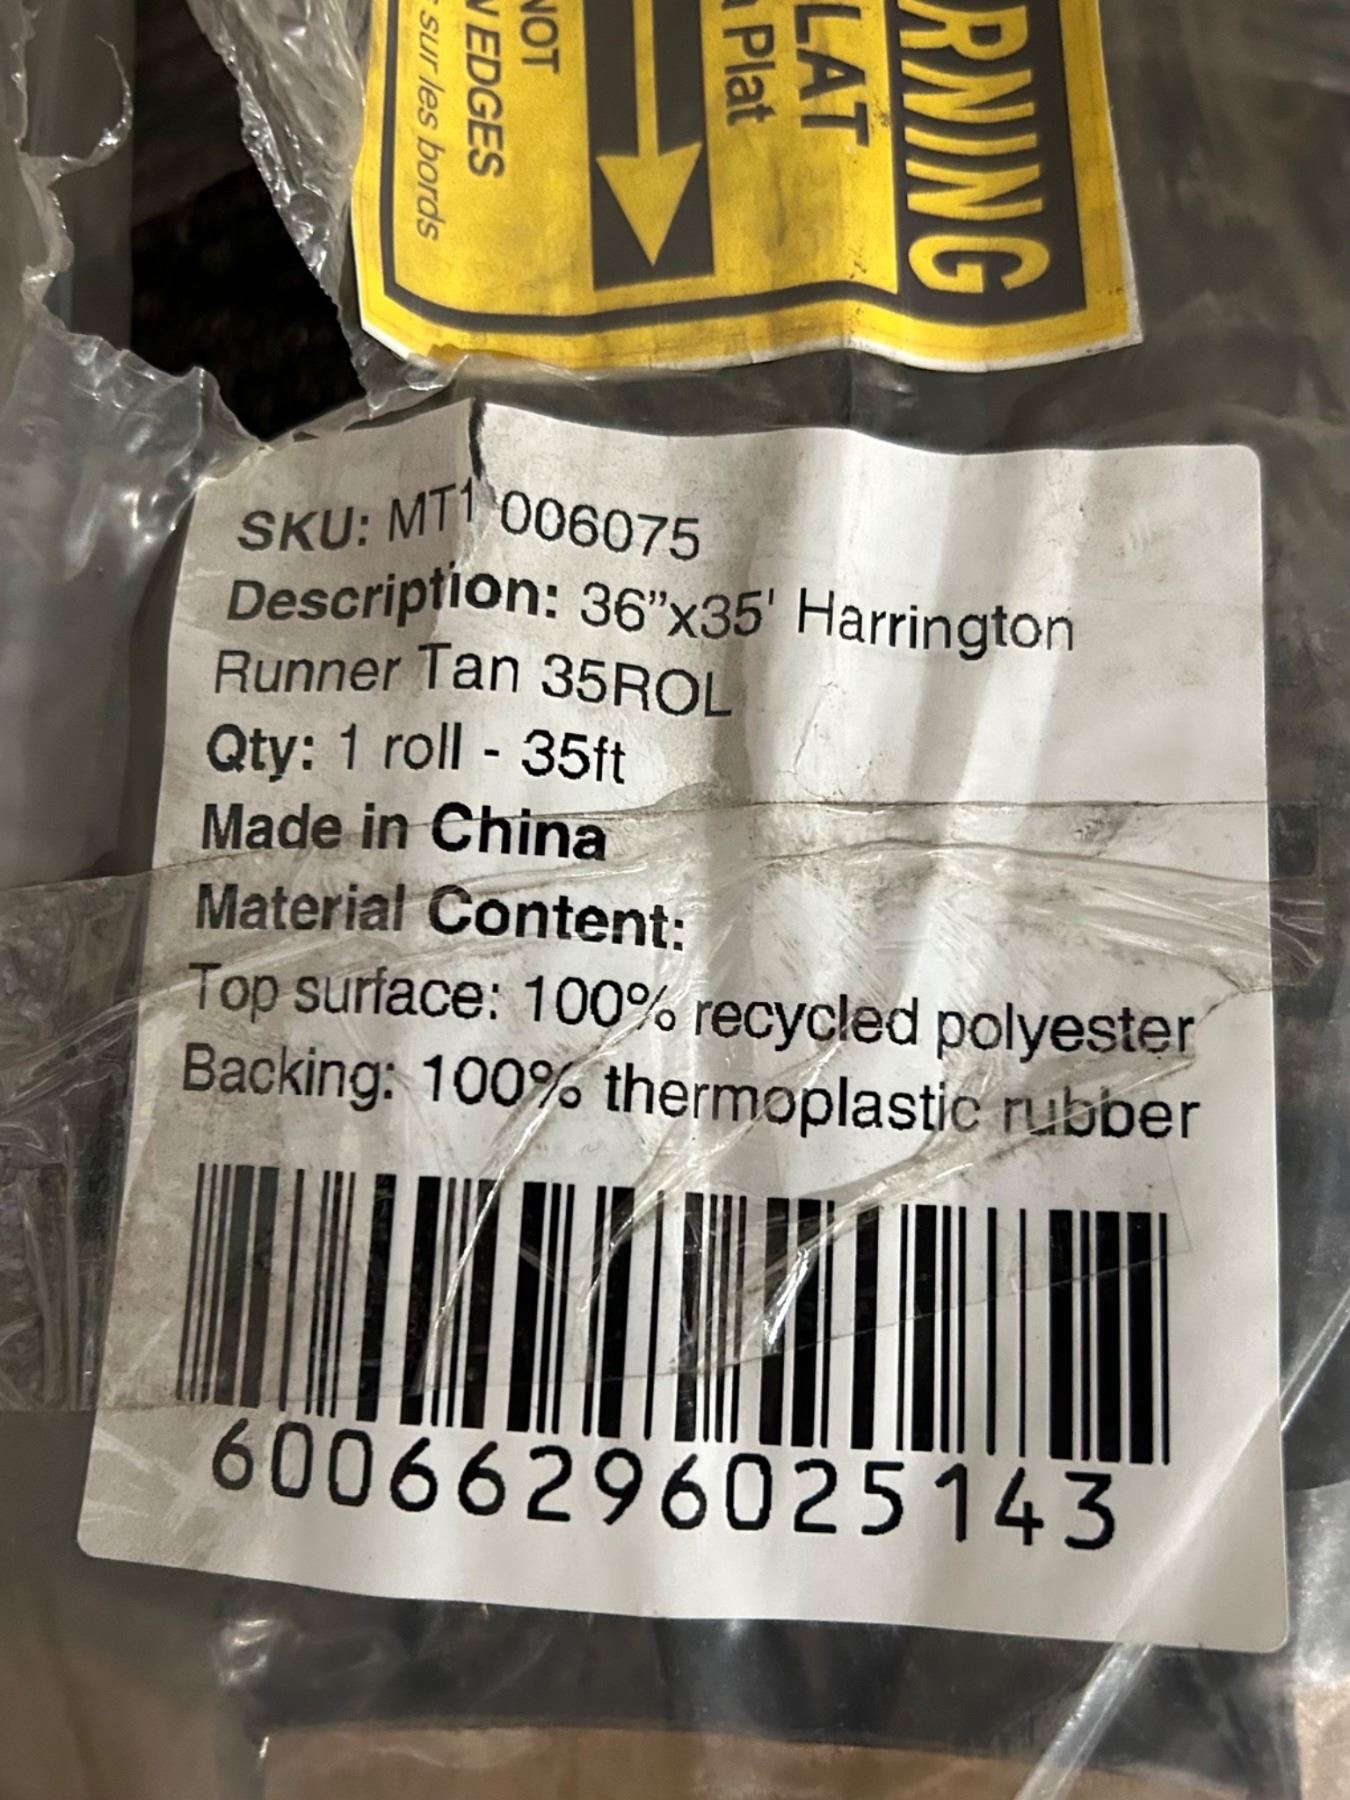 RNING
LAT
Plat
NOT
N EDGES
sur les bords
SKU: MT1 006075
Description: 36”x35' Harrington
Runner Tan 35ROL
Qty: 1 roll - 35ft
Made in China
Material Content:
Top surface: 100% recycled polyester
Backing: 100% thermoplastic rubber
60066296025143